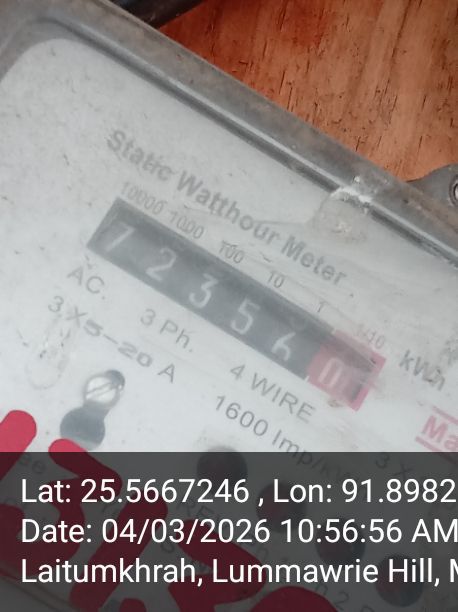 Static Watthour Meter
10000 1000 100 10 1 1/10
7 2 3 5 6 0 kWh
AC. 3 Ph. 4 WIRE
3 X 5-20 A 1600 Imp/
Lat: 25.5667246 , Lon: 91.8982
Date: 04/03/2026 10:56:56 AM
Laitumkhrah, Lummawrie Hill, M